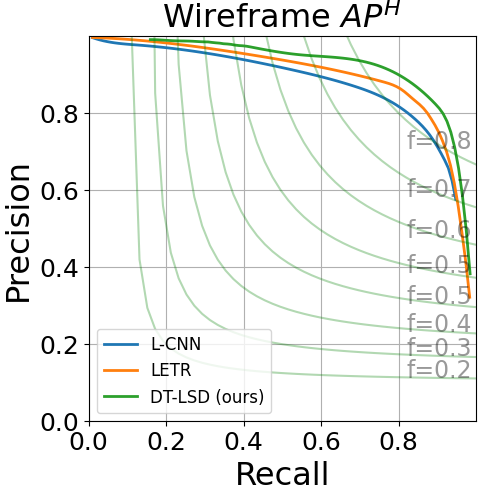 Wireframe AP^H
Precision
0.8
0.6
0.4
0.2
0.0
f=0.8
f=0.7
f=0.6
f=0.5
f=0.5
f=0.4
f=0.3
f=0.2
L-CNN
LETR
DT-LSD (ours)
0.0 0.2 0.4 0.6 0.8
Recall